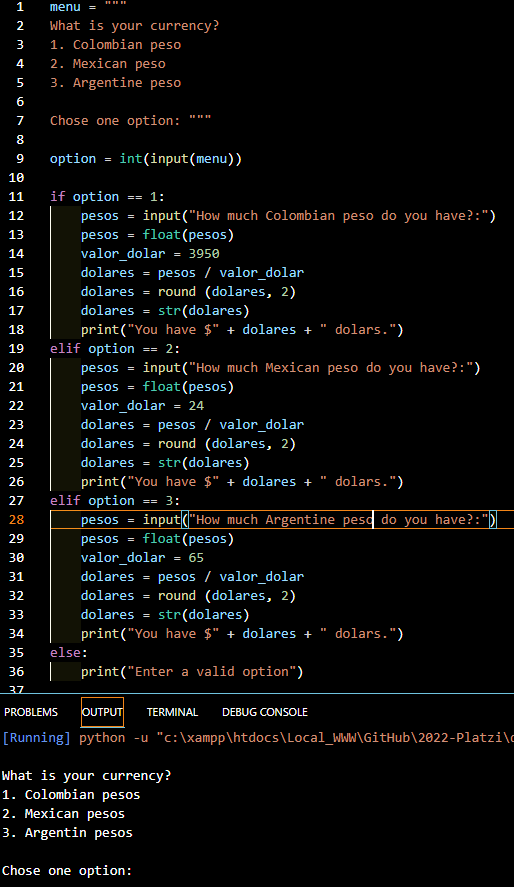 1 menu = """
2 What is your currency?
3 1. Colombian peso
4 2. Mexican peso
5 3. Argentine peso
6
7 Chose one option: """
8
9 option = int(input(menu))
10
11 if option == 1:
12     pesos = input("How much Colombian peso do you have?:")
13     pesos = float(pesos)
14     valor_dolar = 3950
15     dolares = pesos / valor_dolar
16     dolares = round (dolares, 2)
17     dolares = str(dolares)
18     print("You have $" + dolares + " dolars.")
19 elif option == 2:
20     pesos = input("How much Mexican peso do you have?:")
21     pesos = float(pesos)
22     valor_dolar = 24
23     dolares = pesos / valor_dolar
24     dolares = round (dolares, 2)
25     dolares = str(dolares)
26     print("You have $" + dolares + " dolars.")
27 elif option == 3:
28     pesos = input("How much Argentine peso do you have?:")
29     pesos = float(pesos)
30     valor_dolar = 65
31     dolares = pesos / valor_dolar
32     dolares = round (dolares, 2)
33     dolares = str(dolares)
34     print("You have $" + dolares + " dolars.")
35 else:
36     print("Enter a valid option")
37
PROBLEMS OUTPUT TERMINAL DEBUG CONSOLE
[Running] python -u "c:\xampp\htdocs\Local_WWW\GitHub\2022-Platzi\
What is your currency?
1. Colombian pesos
2. Mexican pesos
3. Argentin pesos
Chose one option: